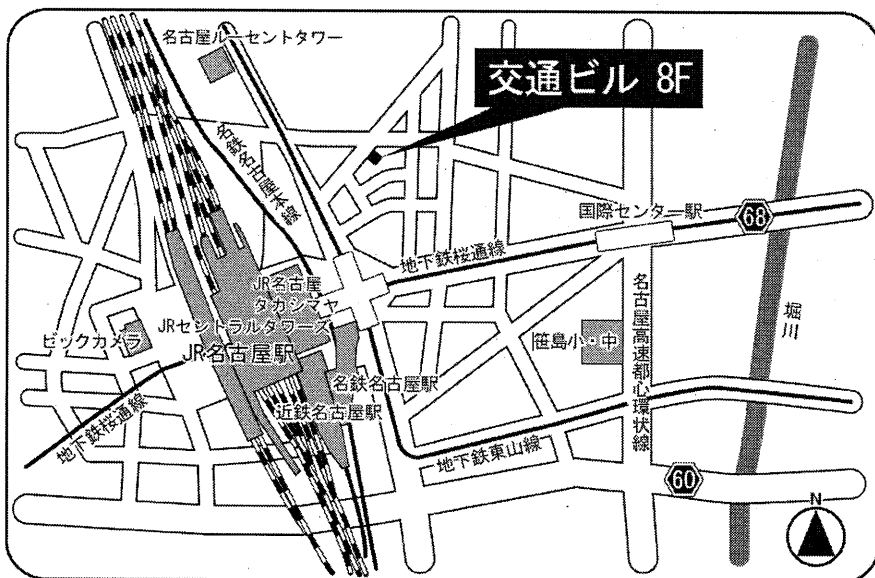 名古屋ルーセントタワー
交通ビル 8F
名鉄名古屋本線
国際センター駅
68
地下鉄桜通線
JR名古屋
タカシマヤ
JRセントラルタワーズ
ビックカメラ
JR名古屋駅
名古屋高速都心環状線
堀川
笹島小・中
名鉄名古屋駅
近鉄名古屋駅
地下鉄桜通線
地下鉄東山線
60
N